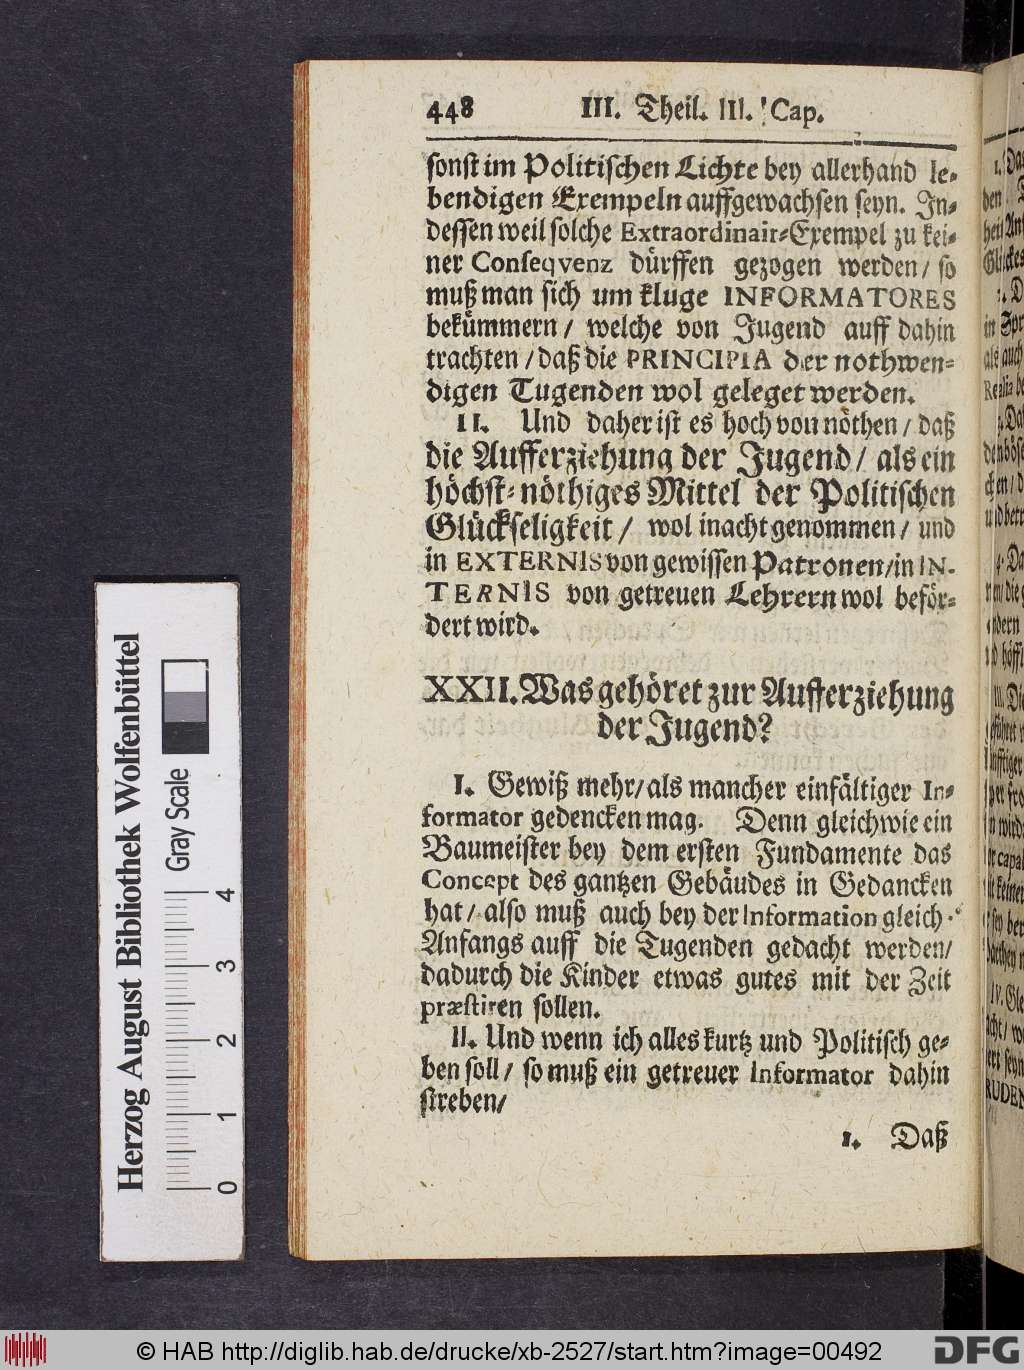 448 III. Theil. III. Cap.
sonst im Politischen Lichte bey allerhand le-
bendigen Exempeln auffgewachsen seyn. In-
dessen weil solche Extraordinair-Exempel zu kei-
ner Conseqvenz dürffen gezogen werden/ so
muß man sich um kluge INFORMATORES
bekümmern/ welche von Jugend auff dahin
trachten/ daß die PRINCIPIA der nothwen-
digen Tugenden wol geleget werden.
II. Und daher ist es hoch von nöthen/ daß
die Aufferziehung der Jugend/ als ein
höchst-nöthiges Mittel der Politischen
Glückseligkeit/ wol inacht genommen/ und
in EXTERNIS von gewissen Patronen/ in IN-
TERNIS von getreuen Lehrern wol beför-
dert wird.
XXII. Was gehöret zur Aufferziehung
der Jugend?
I. Gewiß mehr/ als mancher einfältiger In-
formator gedencken mag. Denn gleichwie ein
Baumeister bey dem ersten Fundamente das
Concept des gantzen Gebäudes in Gedancken
hat/ also muß auch bey der Information gleich
Anfangs auff die Tugenden gedacht werden/
dadurch die Kinder etwas gutes mit der Zeit
præstiren sollen.
II. Und wenn ich alles kurtz und Politisch ge-
ben soll/ so muß ein getreuer Informator dahin
streben/
1. Daß
Herzog August Bibliothek Wolfenbüttel
Gray Scale
0 1 2 3 4
© HAB http://diglib.hab.de/drucke/xb-2527/start.htm?image=00492
DFG